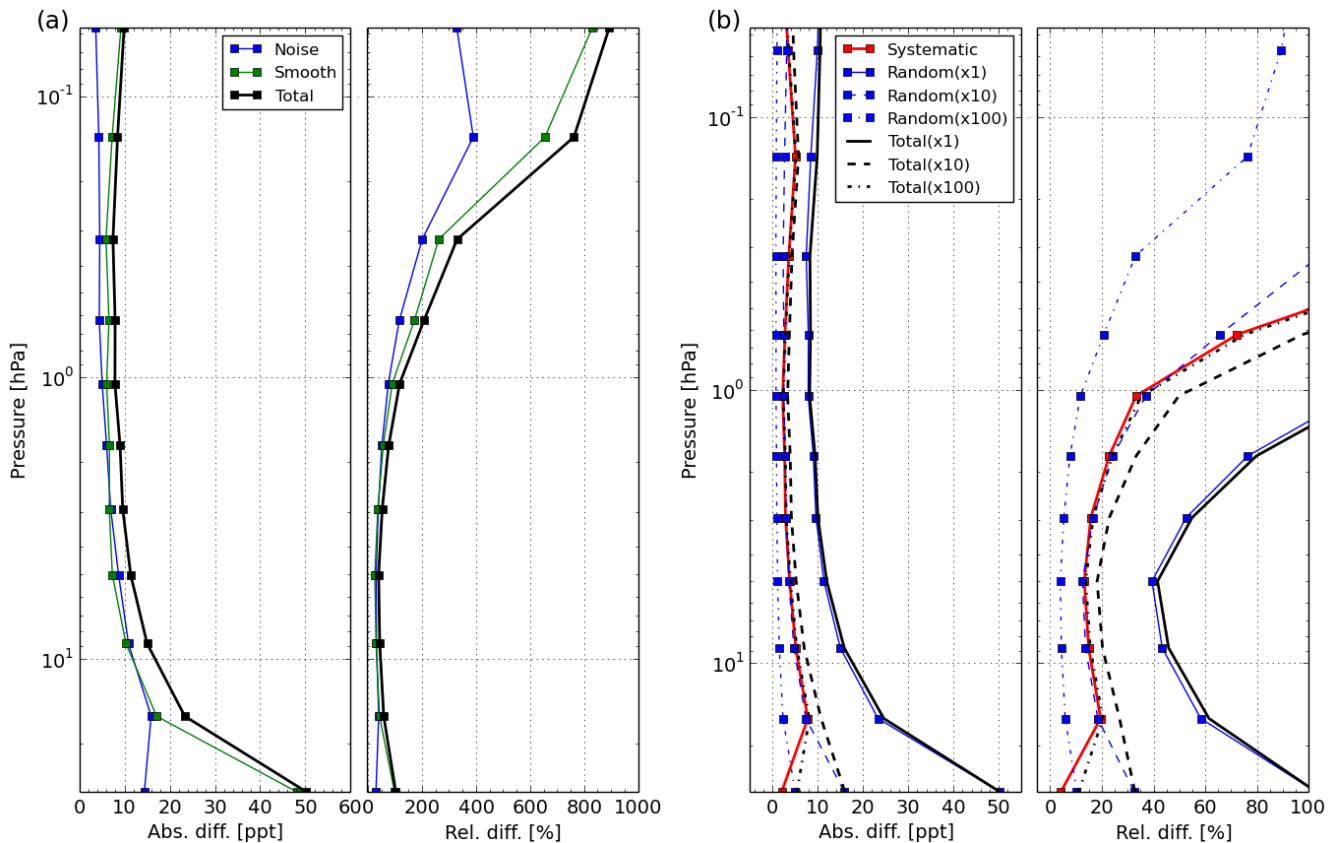 (a)
Pressure [hPa]
10⁻¹
10⁰
10¹
Noise
Smooth
Total
0 10 20 30 40 50 60
Abs. diff. [ppt]
0 200 400 600 800 1000
Rel. diff. [%]
(b)
Pressure [hPa]
10⁻¹
10⁰
10¹
Systematic
Random(x1)
Random(x10)
Random(x100)
Total(x1)
Total(x10)
Total(x100)
0 10 20 30 40 50
Abs. diff. [ppt]
0 20 40 60 80 100
Rel. diff. [%]